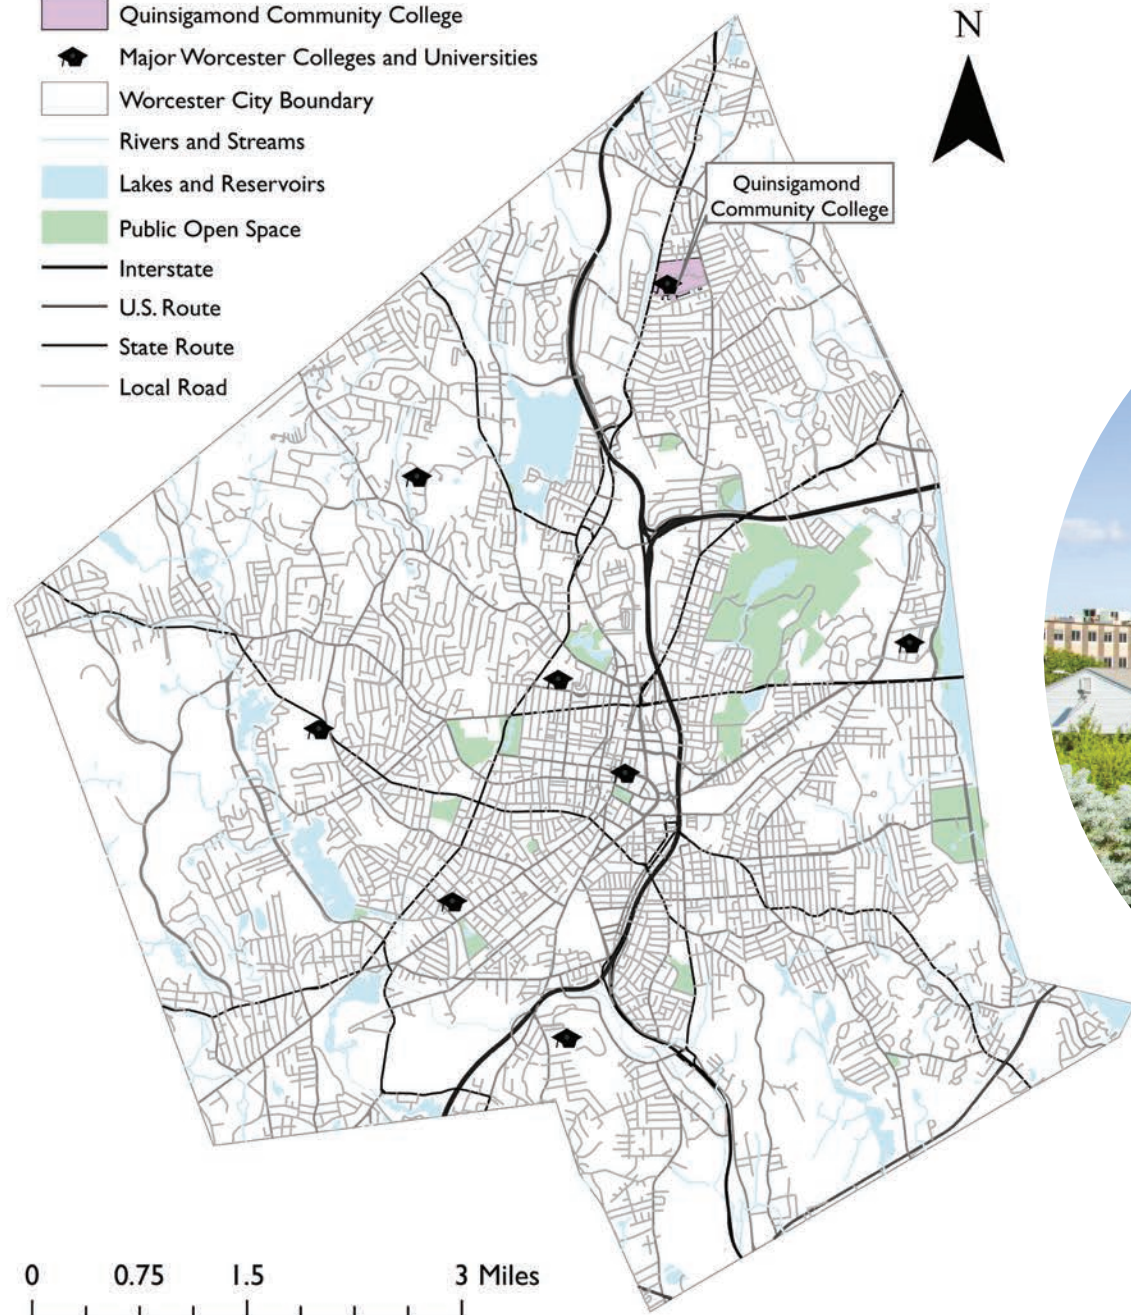 Quinsigamond Community College
Major Worcester Colleges and Universities
Worcester City Boundary
Rivers and Streams
Lakes and Reservoirs
Public Open Space
Interstate
U.S. Route
State Route
Local Road
N
Quinsigamond
Community College
0 0.75 1.5 3 Miles